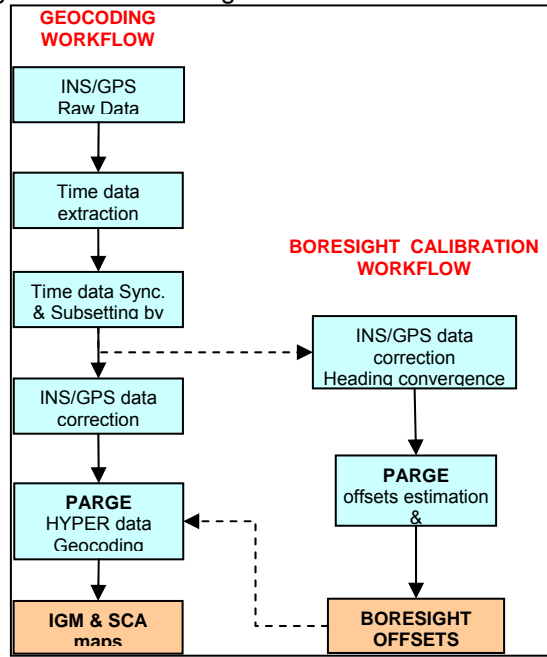 GEOCODING
WORKFLOW
INS/GPS
Raw Data
Time data
extraction
Time data Sync.
& Subsetting by
INS/GPS data
correction
PARGE
HYPER data
Geocoding
IGM & SCA
maps
BORESIGHT CALIBRATION
WORKFLOW
INS/GPS data
correction
Heading convergence
PARGE
offsets estimation
&
BORESIGHT
OFFSETS